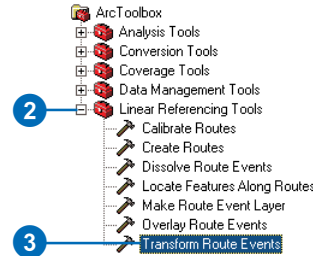 ArcToolbox
Analysis Tools
Conversion Tools
Coverage Tools
Data Management Tools
2 Linear Referencing Tools
Calibrate Routes
Create Routes
Dissolve Route Events
Locate Features Along Routes
Make Route Event Layer
Overlay Route Events
3 Transform Route Events